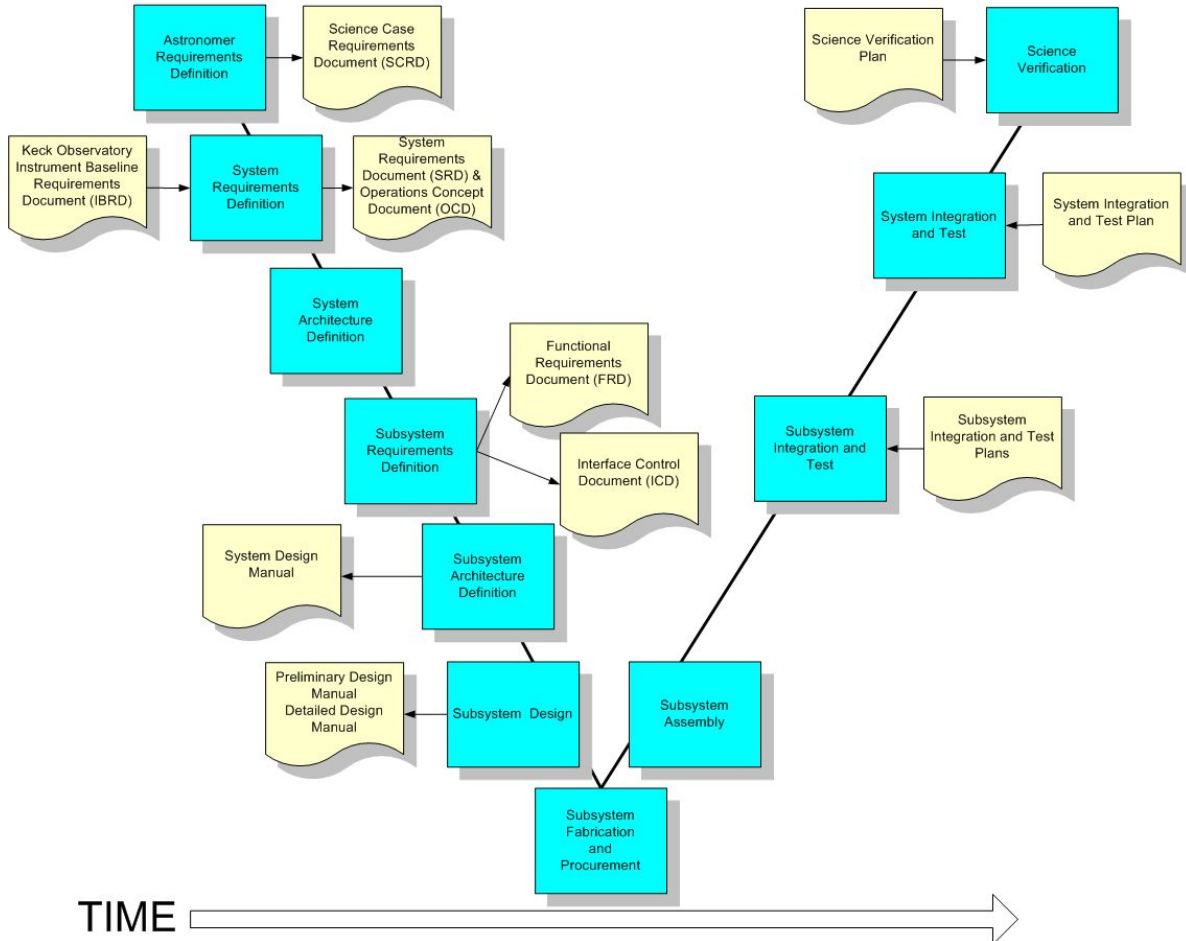 Astronomer
Requirements
Definition
Science Case
Requirements
Document (SCRD)
Science Verification
Plan
Science
Verification
Keck Observatory
Instrument Baseline
Requirements
Document (IBRD)
System
Requirements
Definition
System
Requirements
Document (SRD) &
Operations Concept
Document (OCD)
System Integration
and Test
System Integration
and Test Plan
System
Architecture
Definition
Functional
Requirements
Document (FRD)
Subsystem
Requirements
Definition
Interface Control
Document (ICD)
Subsystem
Integration and
Test
Subsystem
Integration and Test
Plans
System Design
Manual
Subsystem
Architecture
Definition
Preliminary Design
Manual
Detailed Design
Manual
Subsystem Design
Subsystem
Assembly
Subsystem
Fabrication
and
Procurement
TIME